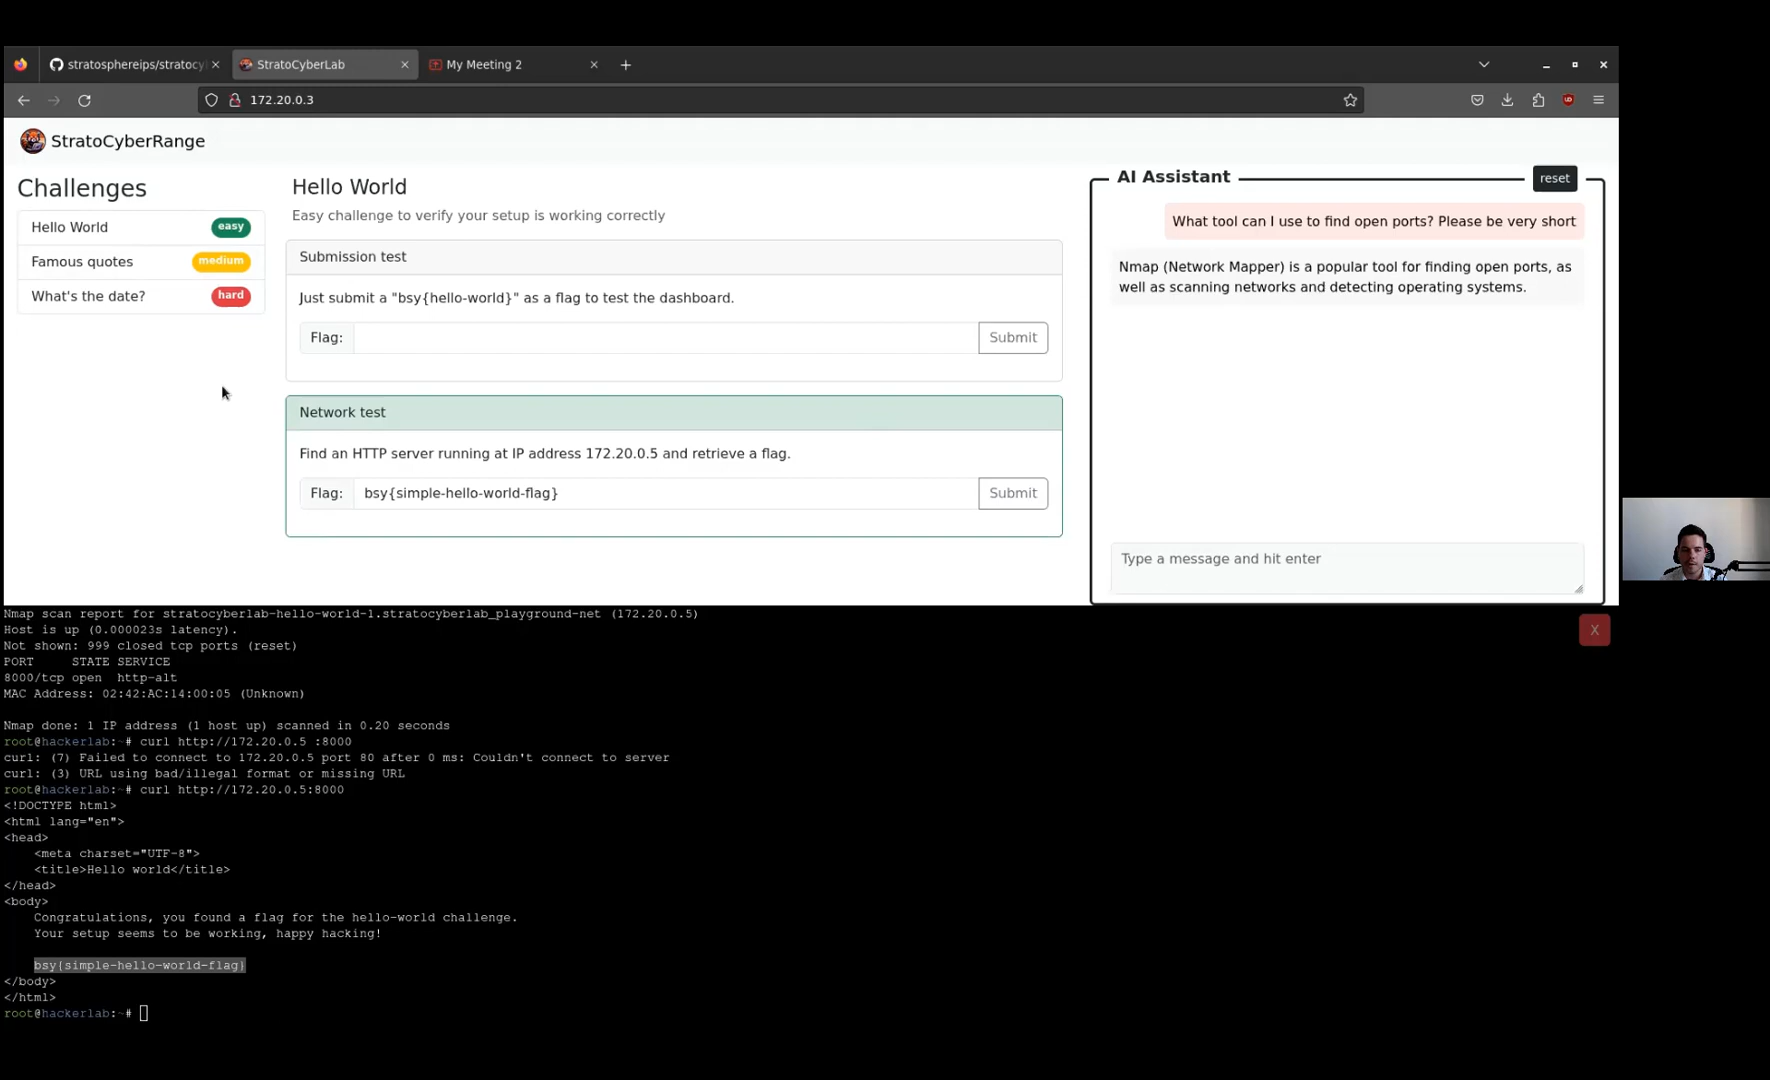 stratosphereips/stratocy
StratoCyberLab
My Meeting 2
172.20.0.3
StratoCyberRange
Challenges
Hello World easy
Famous quotes medium
What's the date? hard
Hello World
Easy challenge to verify your setup is working correctly
Submission test
Just submit a "bsy{hello-world}" as a flag to test the dashboard.
Flag: Submit
Network test
Find an HTTP server running at IP address 172.20.0.5 and retrieve a flag.
Flag: bsy{simple-hello-world-flag} Submit
AI Assistant
reset
What tool can I use to find open ports? Please be very short
Nmap (Network Mapper) is a popular tool for finding open ports, as
well as scanning networks and detecting operating systems.
Type a message and hit enter
X
Nmap scan report for stratocyberlab-hello-world-1.stratocyberlab_playground-net (172.20.0.5)
Host is up (0.000023s latency).
Not shown: 999 closed tcp ports (reset)
PORT     STATE SERVICE
8000/tcp open  http-alt
MAC Address: 02:42:AC:14:00:05 (Unknown)
Nmap done: 1 IP address (1 host up) scanned in 0.20 seconds
root@hackerlab:~# curl http://172.20.0.5 :8000
curl: (7) Failed to connect to 172.20.0.5 port 80 after 0 ms: Couldn't connect to server
curl: (3) URL using bad/illegal format or missing URL
root@hackerlab:~# curl http://172.20.0.5:8000
<!DOCTYPE html>
<html lang="en">
<head>
    <meta charset="UTF-8">
    <title>Hello world</title>
</head>
<body>
    Congratulations, you found a flag for the hello-world challenge.
    Your setup seems to be working, happy hacking!
    bsy{simple-hello-world-flag}
</body>
</html>
root@hackerlab:~#